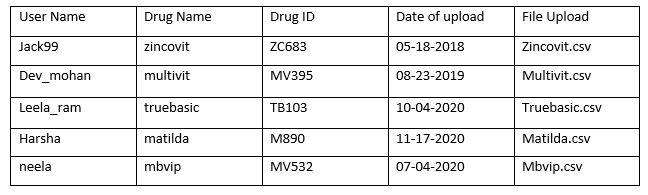 User Name Drug Name Drug ID Date of upload File Upload
Jack99 zincovit ZC683 05-18-2018 Zincovit.csv
Dev_mohan multivit MV395 08-23-2019 Multivit.csv
Leela_ram truebasic TB103 10-04-2020 Truebasic.csv
Harsha matilda M890 11-17-2020 Matilda.csv
neela mbvip MV532 07-04-2020 Mbvip.csv